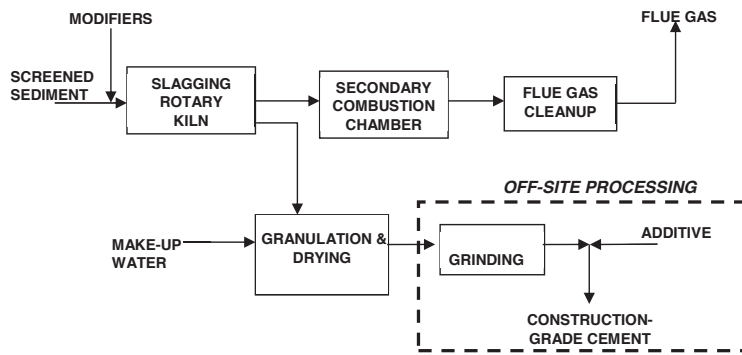 MODIFIERS
FLUE GAS
SCREENED
SEDIMENT
SLAGGING
ROTARY
KILN
SECONDARY
COMBUSTION
CHAMBER
FLUE GAS
CLEANUP
OFF-SITE PROCESSING
MAKE-UP
WATER
GRANULATION &
DRYING
GRINDING
ADDITIVE
CONSTRUCTION-
GRADE CEMENT